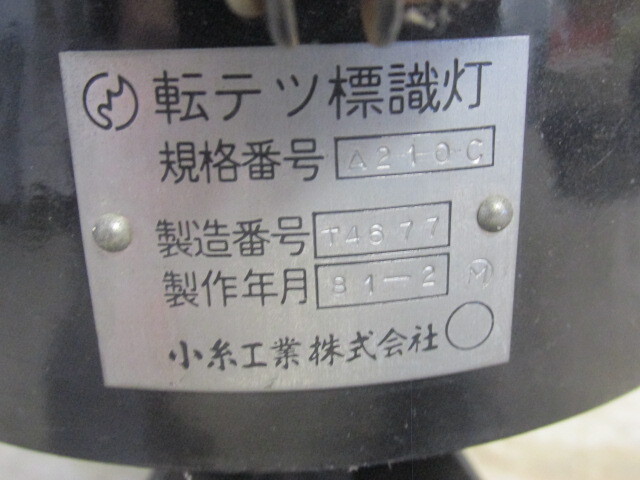 転テツ標識灯
規格番号 A210C
製造番号 T4677
製作年月 81-2 M
小糸工業株式会社